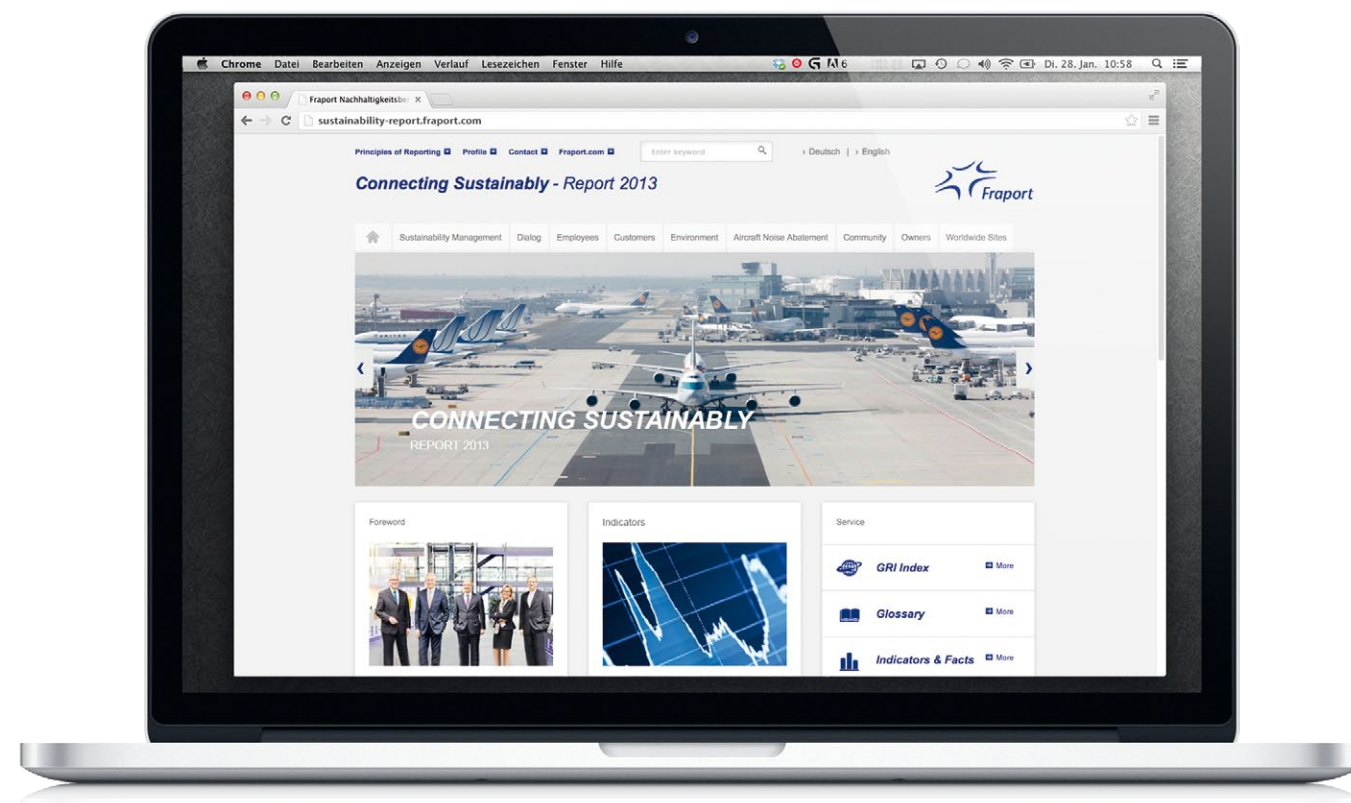 Chrome Datei Bearbeiten Anzeigen Verlauf Lesezeichen Fenster Hilfe 6 Di. 28. Jan. 10:58
Fraport Nachhaltigkeitsber
sustainability-report.fraport.com
Principles of Reporting Profile Contact Fraport.com Enter keyword › Deutsch | › English
Connecting Sustainably - Report 2013
Fraport
Sustainability Management Dialog Employees Customers Environment Aircraft Noise Abatement Community Owners Worldwide Sites
CONNECTING SUSTAINABLY
REPORT 2013
Foreword Indicators Service
GRI Index More
Glossary More
Indicators & Facts More